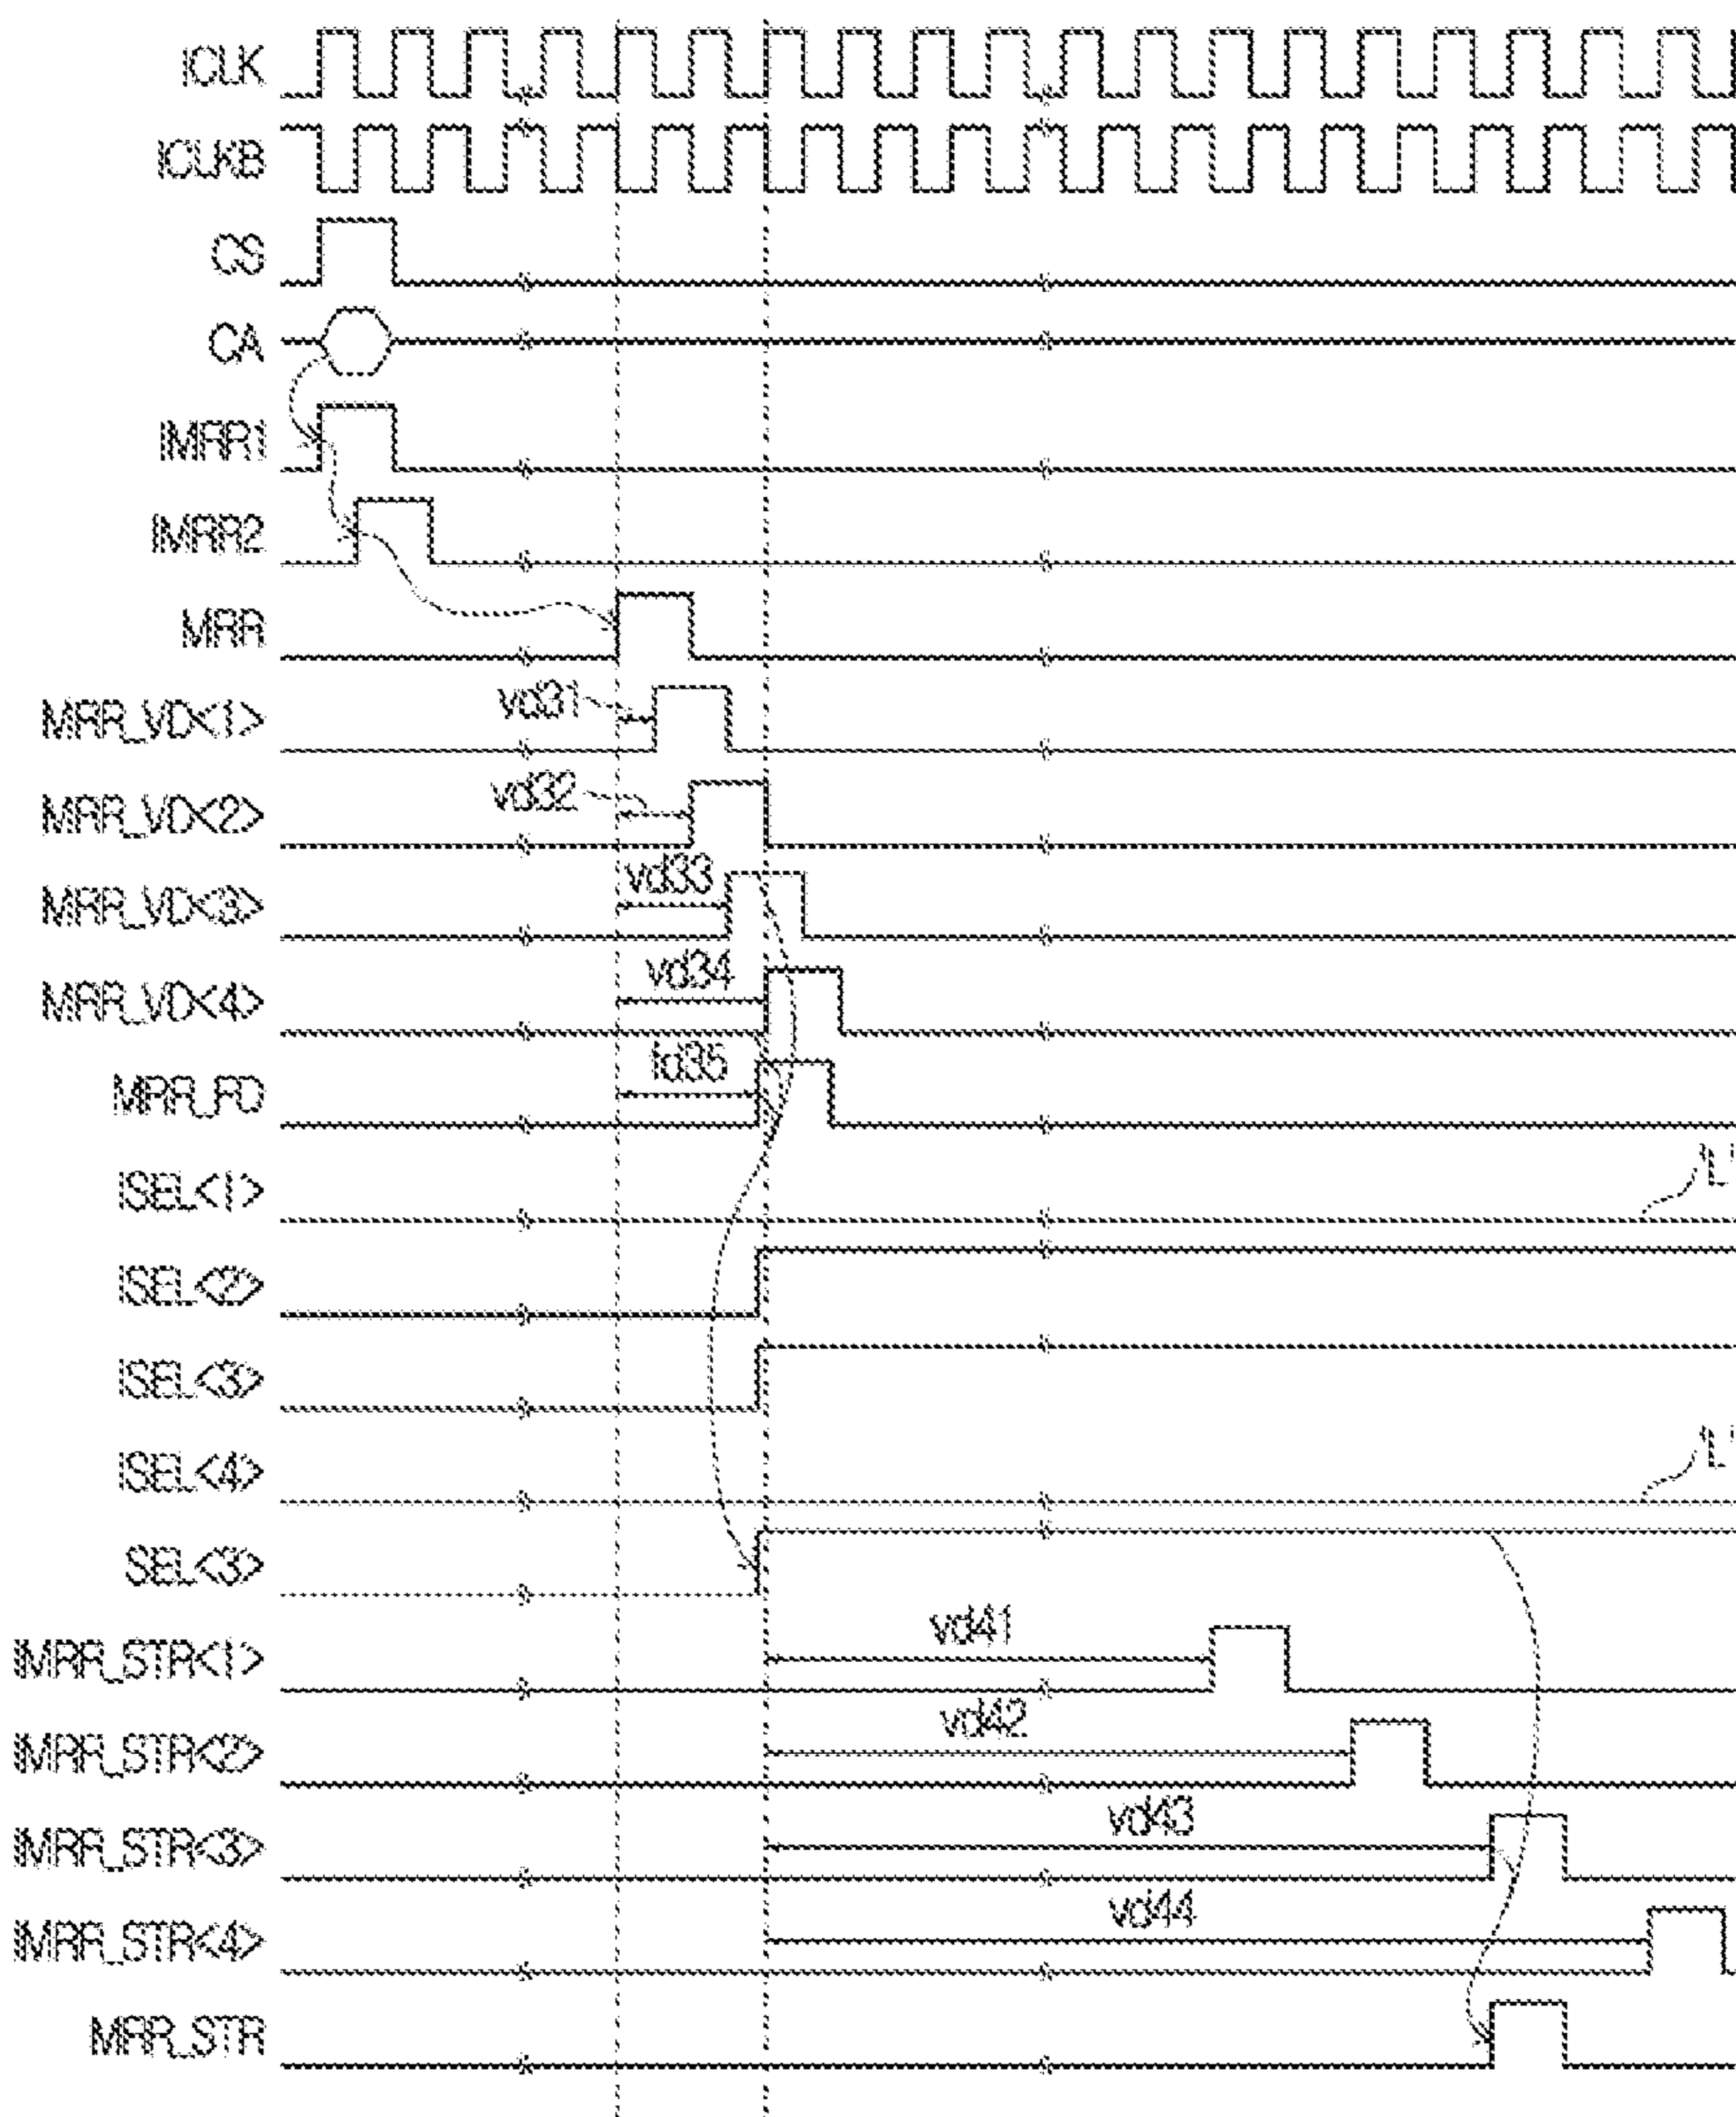 ICLK
ICLKB
CS
CA
IMRR1
IMRR2
MRR
MRR_VD<1>
vd31
MRR_VD<2>
vd32
MRR_VD<3>
vd33
MRR_VD<4>
vd34
MRR_FD
fd35
ISEL<1>
'L'
ISEL<2>
ISEL<3>
ISEL<4>
'L'
SEL<3>
IMRR_STR<1>
vd41
IMRR_STR<2>
vd42
IMRR_STR<3>
vd43
IMRR_STR<4>
vd44
MRR_STR